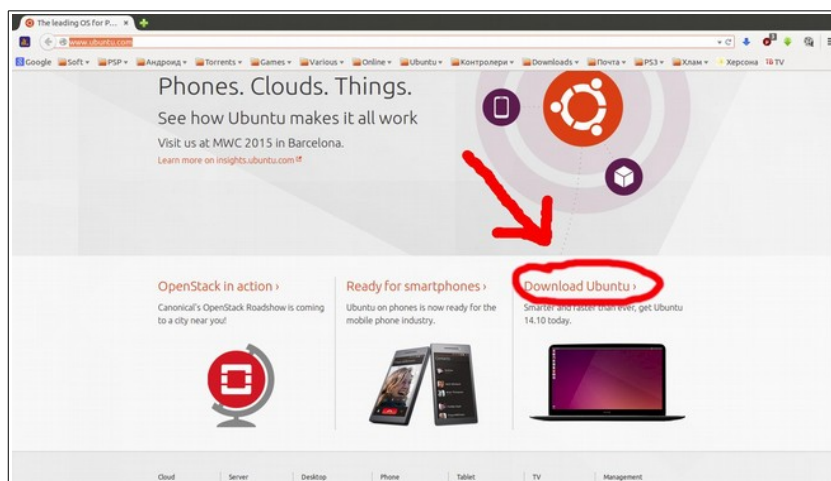 The leading OS for P...
www.ubuntu.com
Google Soft PSP Андроид Torrents Games Various Online Ubuntu Контролери Downloads Почта PS3 Хлам Херсона TV
Phones. Clouds. Things.
See how Ubuntu makes it all work
Visit us at MWC 2015 in Barcelona.
Learn more on insights.ubuntu.com
OpenStack in action ›
Canonical's OpenStack Roadshow is coming
to a city near you!
Ready for smartphones ›
Ubuntu on phones is now ready for the
mobile phone industry.
Download Ubuntu ›
Smarter and faster than ever, get Ubuntu
14.10 today.
Cloud Server Desktop Phone Tablet TV Management